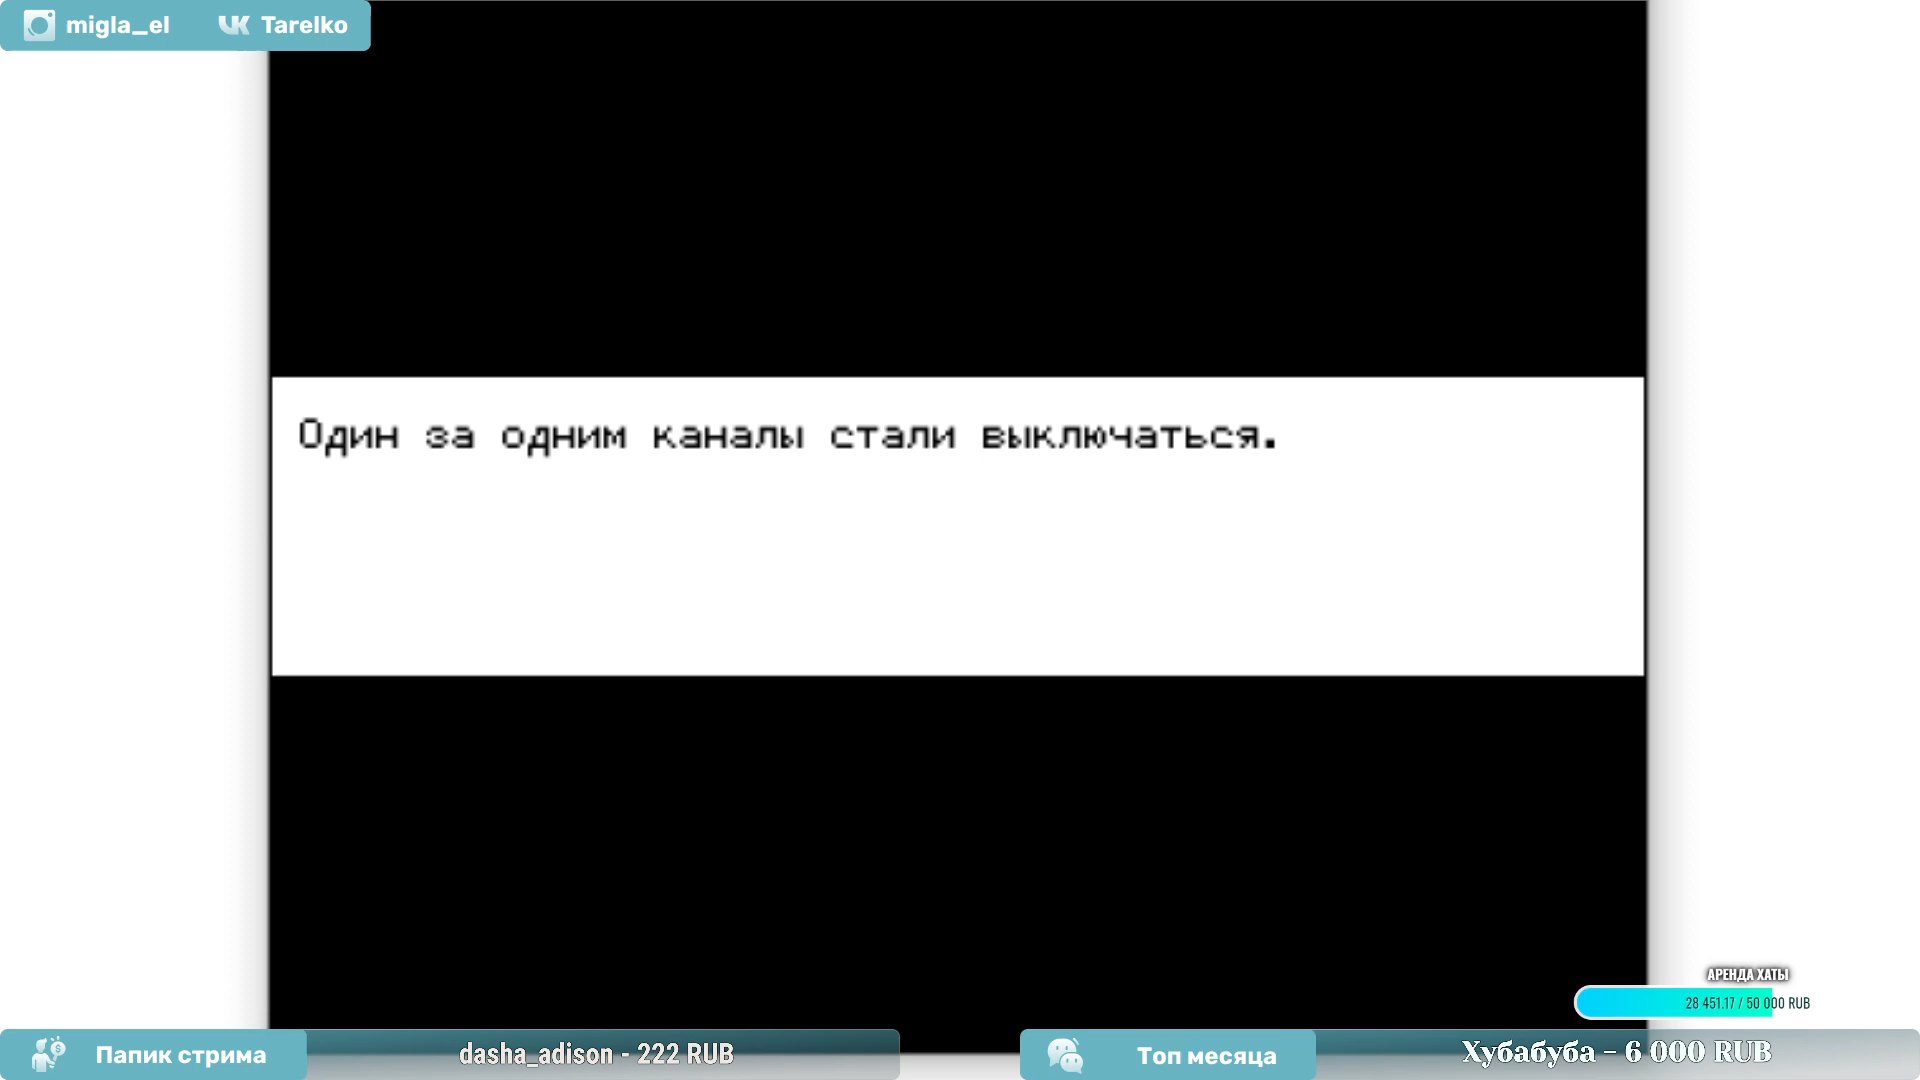 migla_el VK Tarelko
Один за одним каналы стали выключаться.
АРЕНДА ХАТЫ
28 451.17 / 50 000 RUB
Папик стрима dasha_adison - 222 RUB Топ месяца Хубабуба – 6 000 RUB